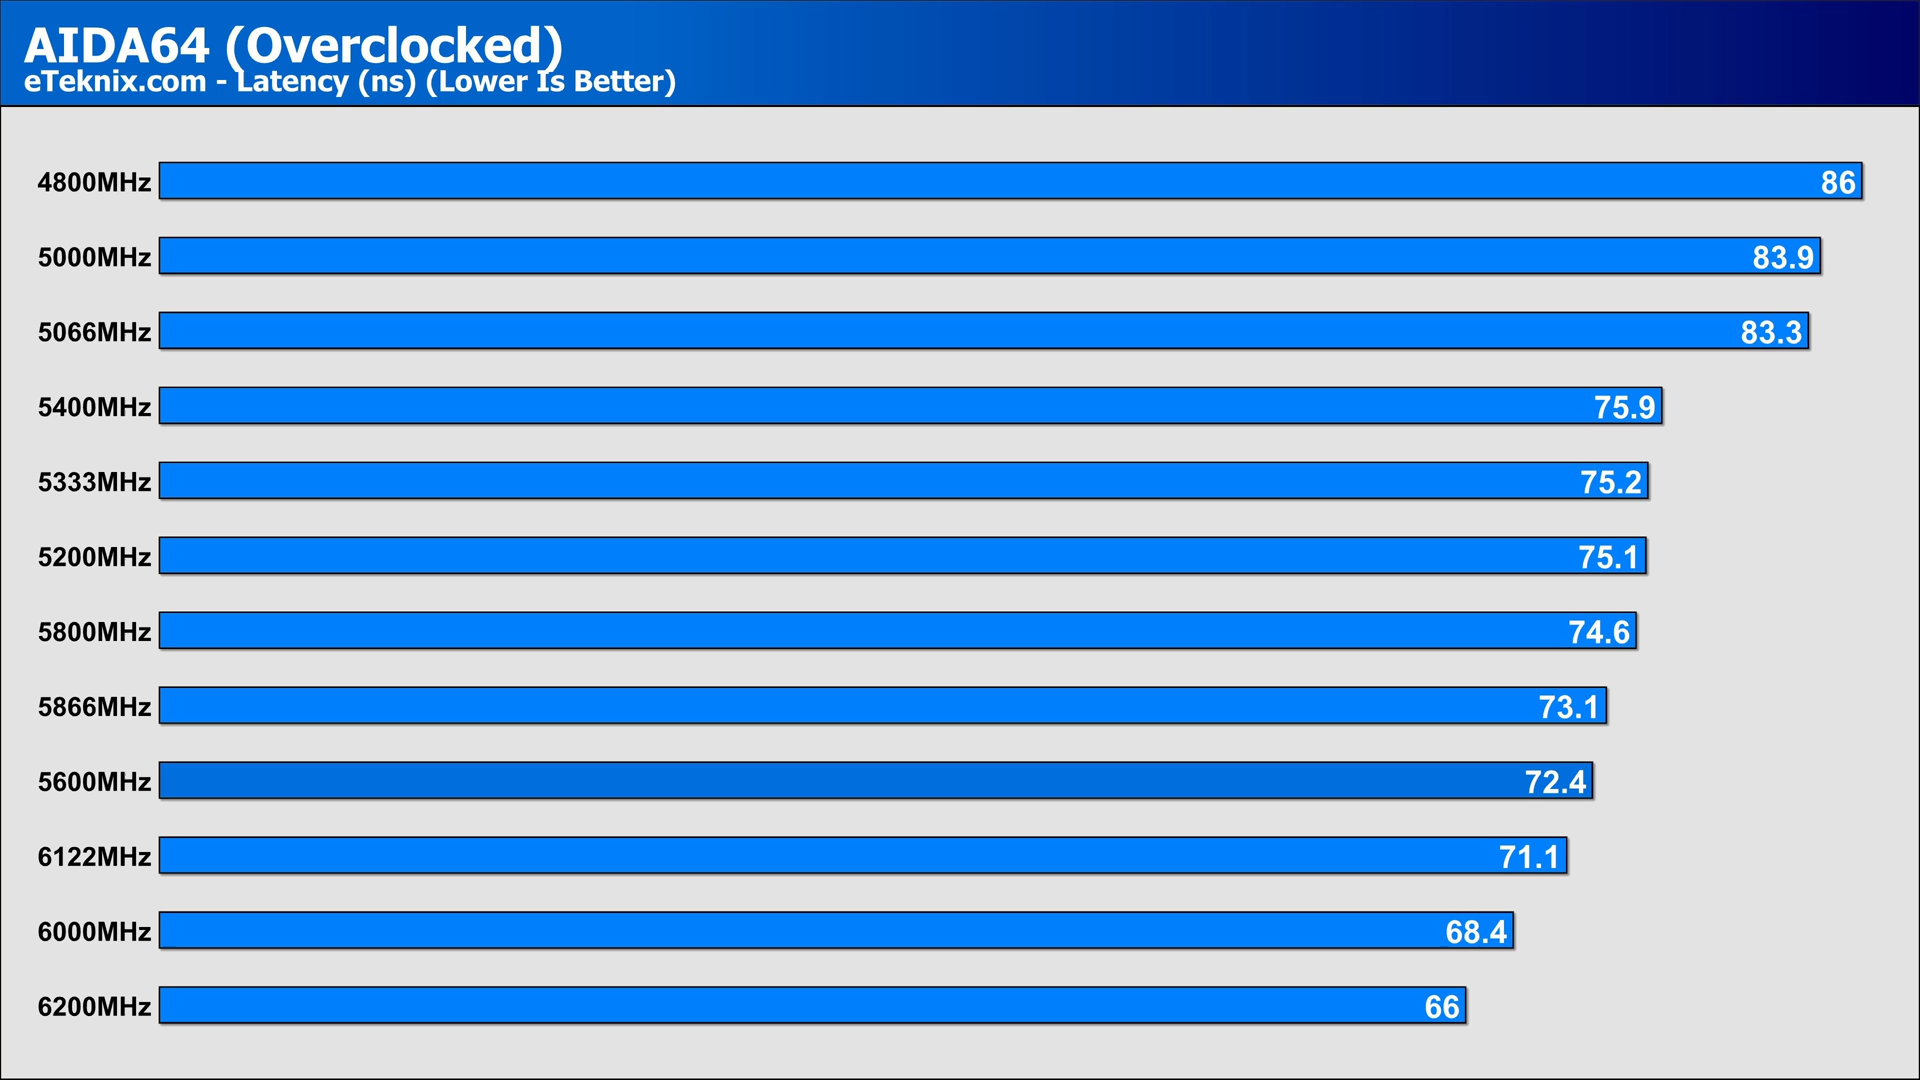 AIDA64 (Overclocked)
eTeknix.com - Latency (ns) (Lower Is Better)
4800MHz 86
5000MHz 83.9
5066MHz 83.3
5400MHz 75.9
5333MHz 75.2
5200MHz 75.1
5800MHz 74.6
5866MHz 73.1
5600MHz 72.4
6122MHz 71.1
6000MHz 68.4
6200MHz 66